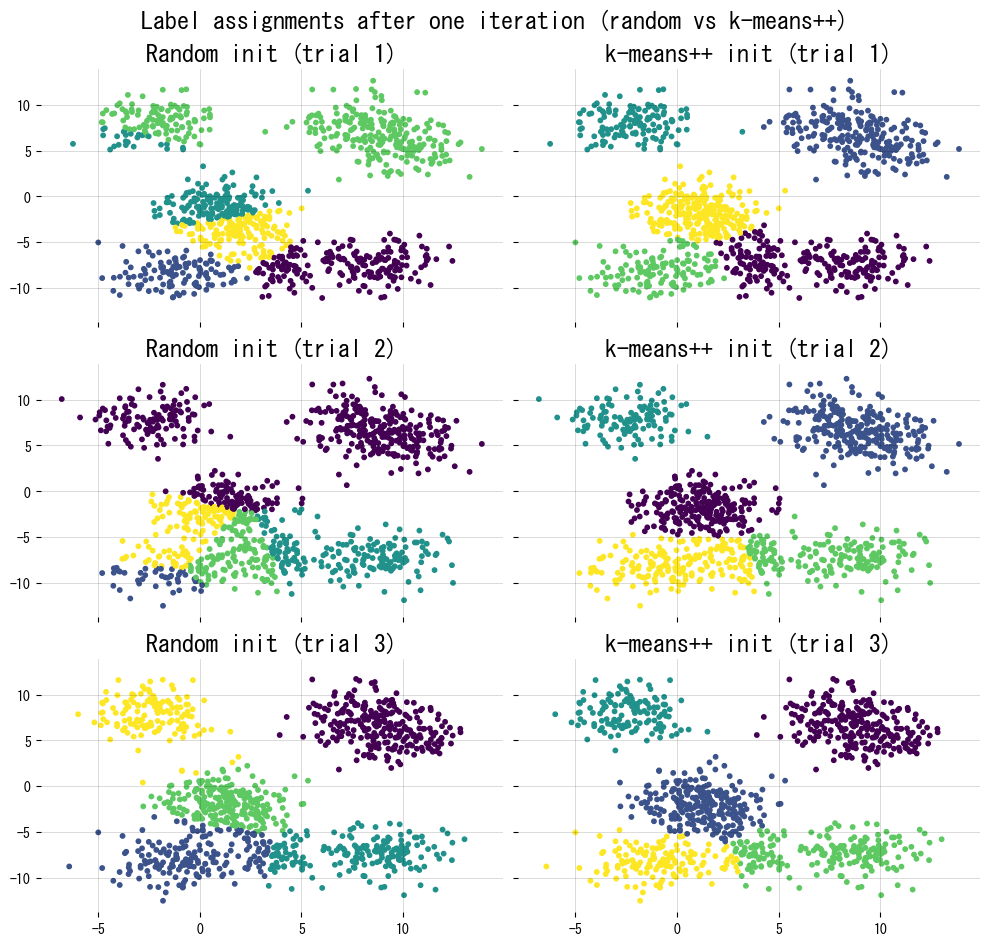 Label assignments after one iteration (random vs k-means++)
Random init (trial 1)
k-means++ init (trial 1)
10
5
0
−5
−10
Random init (trial 2)
k-means++ init (trial 2)
10
5
0
−5
−10
Random init (trial 3)
k-means++ init (trial 3)
10
5
0
−5
−10
−5 0 5 10
−5 0 5 10